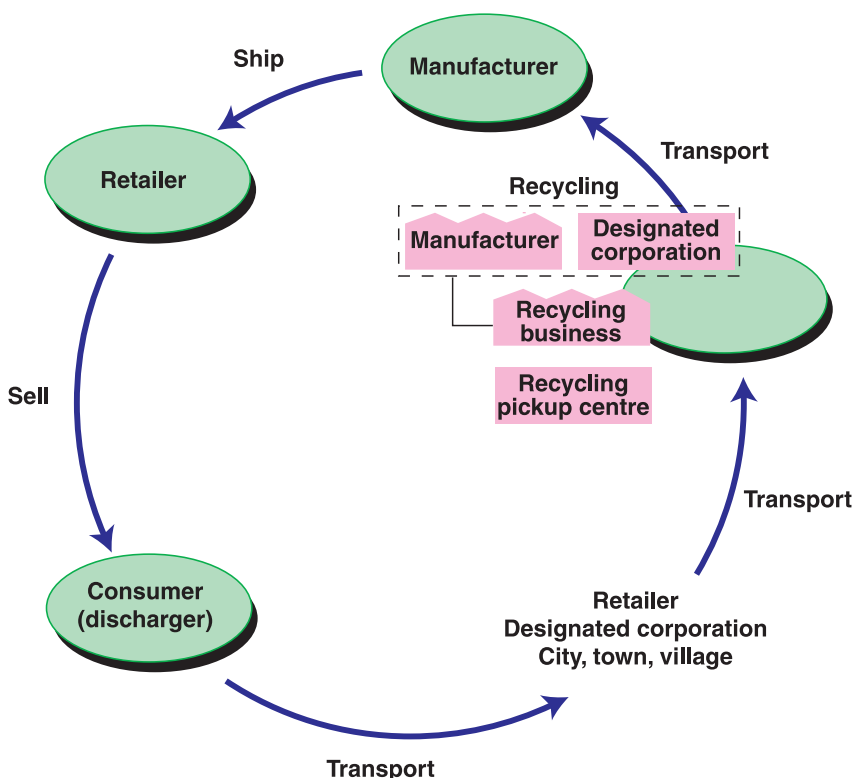 Manufacturer
Ship
Retailer
Transport
Recycling
Manufacturer
Designated
corporation
Recycling
business
Recycling
pickup centre
Sell
Transport
Consumer
(discharger)
Retailer
Designated corporation
City, town, village
Transport